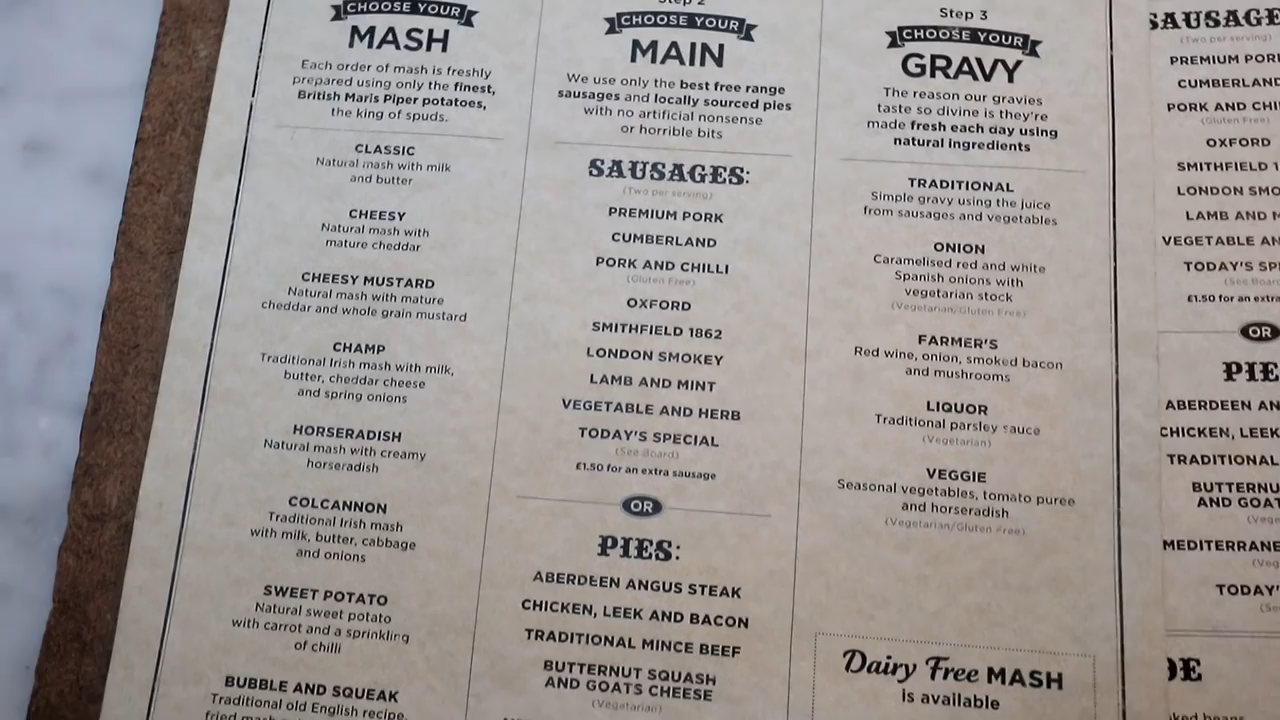 CHOOSE YOUR
MASH
Each order of mash is freshly
prepared using only the finest,
British Maris Piper potatoes,
the king of spuds.
CLASSIC
Natural mash with milk
and butter
CHEESY
Natural mash with
mature cheddar
CHEESY MUSTARD
Natural mash with mature
cheddar and whole grain mustard
CHAMP
Traditional Irish mash with milk,
butter, cheddar cheese
and spring onions
HORSERADISH
Natural mash with creamy
horseradish
COLCANNON
Traditional Irish mash
with milk, butter, cabbage
and onions
SWEET POTATO
Natural sweet potato
with carrot and a sprinkling
of chilli
BUBBLE AND SQUEAK
Traditional old English recipe,
fried mash
Step 2
CHOOSE YOUR
MAIN
We use only the best free range
sausages and locally sourced pies
with no artificial nonsense
or horrible bits
SAUSAGES:
(Two per serving)
PREMIUM PORK
CUMBERLAND
PORK AND CHILLI
(Gluten Free)
OXFORD
SMITHFIELD 1862
LONDON SMOKEY
LAMB AND MINT
VEGETABLE AND HERB
TODAY'S SPECIAL
(See Board)
£1.50 for an extra sausage
OR
PIES:
ABERDEEN ANGUS STEAK
CHICKEN, LEEK AND BACON
TRADITIONAL MINCE BEEF
BUTTERNUT SQUASH
AND GOATS CHEESE
(Vegetarian)
Step 3
CHOOSE YOUR
GRAVY
The reason our gravies
taste so divine is they're
made fresh each day using
natural ingredients
TRADITIONAL
Simple gravy using the juice
from sausages and vegetables
ONION
Caramelised red and white
Spanish onions with
vegetarian stock
(Vegetarian/Gluten Free)
FARMER'S
Red wine, onion, smoked bacon
and mushrooms
LIQUOR
Traditional parsley sauce
(Vegetarian)
VEGGIE
Seasonal vegetables, tomato puree
and horseradish
(Vegetarian/Gluten Free)
Dairy Free MASH
is available
SAUSAGE
(Two per serving)
PREMIUM POR
CUMBERLAND
PORK AND CHI
(Gluten Free)
OXFORD
SMITHFIELD 1
LONDON SMO
LAMB AND M
VEGETABLE AN
TODAY'S SP
(See Board
£1.50 for an extra
OR
PIE
ABERDEEN AN
CHICKEN, LEEK
TRADITIONAL
BUTTERNU
AND GOAT
(Vege
MEDITERRANE
(Veg
TODAY'
(Se
DE
ked beans